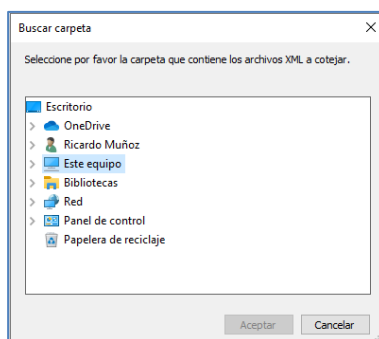 Buscar carpeta
Seleccione por favor la carpeta que contiene los archivos XML a cotejar.
Escritorio
OneDrive
Ricardo Muñoz
Este equipo
Bibliotecas
Red
Panel de control
Papelera de reciclaje
Aceptar Cancelar